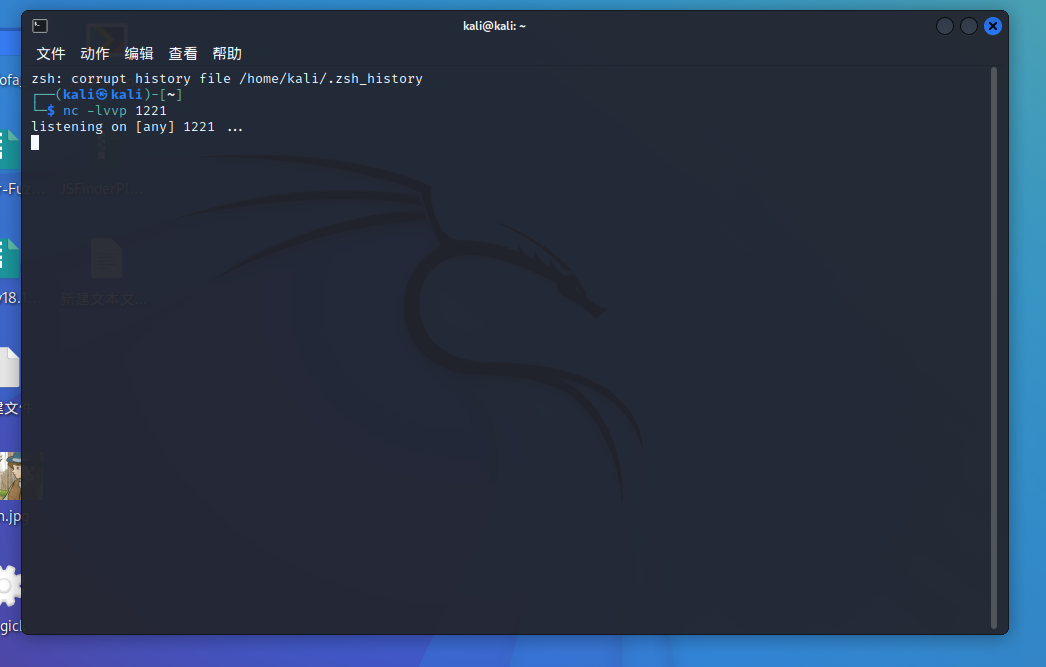 kali@kali: ~
文件 动作 编辑 查看 帮助
zsh: corrupt history file /home/kali/.zsh_history
┌──(kali㉿kali)-[~]
└─$ nc -lvvp 1221
listening on [any] 1221 ...
ofa_
r-Fu
JSFinderPlu...
v18.
新建文本文...
建文件
n.jp
gicl